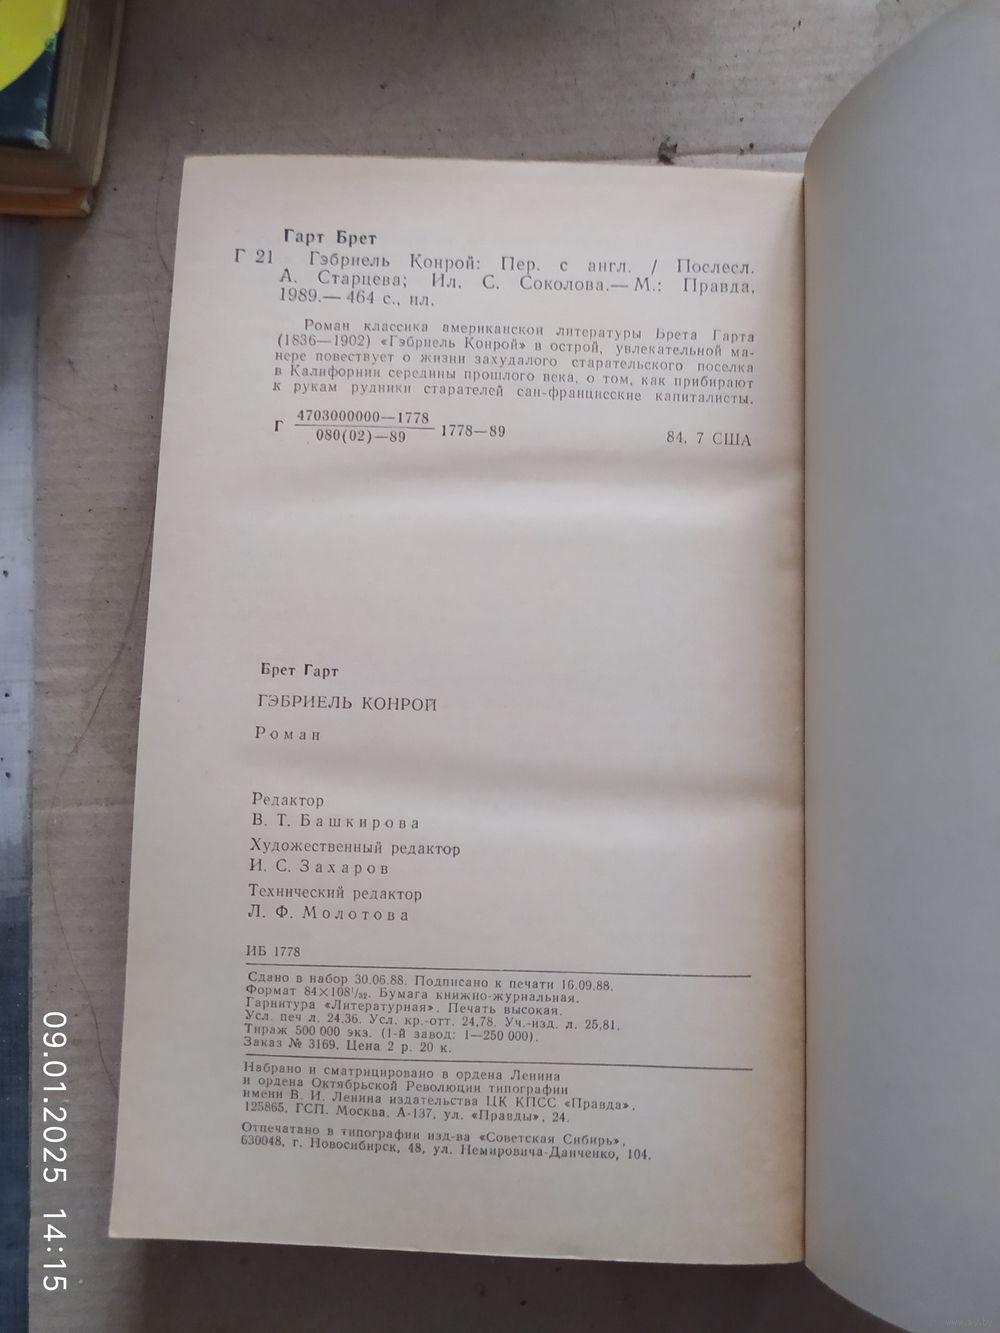 Гарт Брет
Г 21 Гэбриель Конрой: Пер. с англ. / Послесл.
А. Старцева; Ил. С. Соколова.— М.: Правда,
1989.— 464 с., ил.
Роман классика американской литературы Брета Гарта
(1836—1902) «Гэбриель Конрой» в острой, увлекательной ма-
нере повествует о жизни захудалого старательского поселка
в Калифорнии середины прошлого века, о том, как прибирают
к рукам рудники старателей сан-францисские капиталисты.
Г 4703000000—1778
080(02)—89 1778—89 84. 7 США
Брет Гарт
ГЭБРИЕЛЬ КОНРОЙ
Роман
Редактор
В. Т. Башкирова
Художественный редактор
И. С. Захаров
Технический редактор
Л. Ф. Молотова
ИБ 1778
Сдано в набор 30.06.88. Подписано к печати 16.09.88.
Формат 84×108¹/₃₂. Бумага книжно-журнальная.
Гарнитура «Литературная». Печать высокая.
Усл. печ л. 24.36. Усл. кр.-отт. 24,78. Уч.-изд. л. 25,81.
Тираж 500 000 экз. (1-й завод: 1—250 000).
Заказ № 3169. Цена 2 р. 20 к.
Набрано и сматрицировано в ордена Ленина
и ордена Октябрьской Революции типографии
имени В. И. Ленина издательства ЦК КПСС «Правда».
125865. ГСП. Москва. А-137, ул. «Правды», 24.
Отпечатано в типографии изд-ва «Советская Сибирь»,
630048, г. Новосибирск, 48, ул. Немировича-Данченко, 104.
09.01.2025 14:15